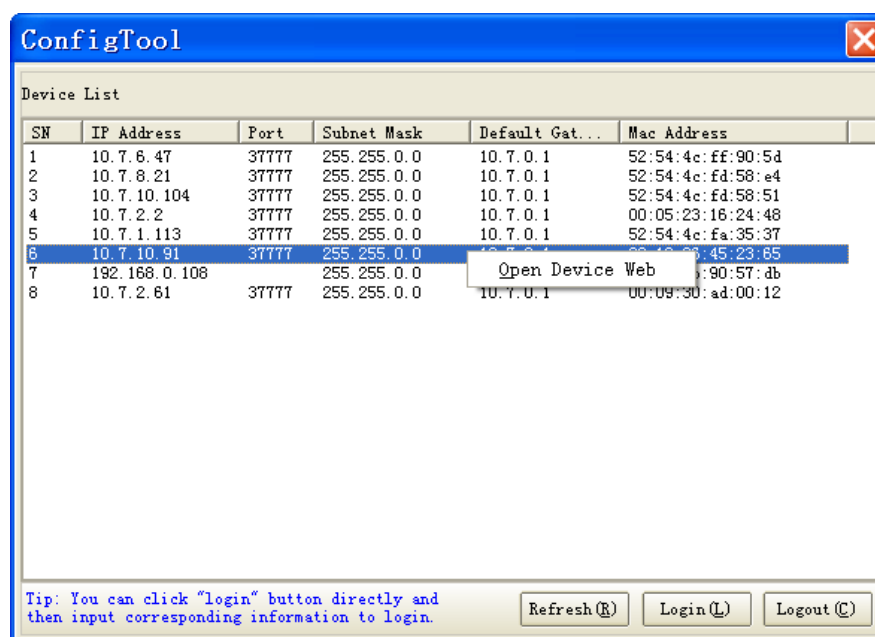 ConfigTool
Device List
SN IP Address Port Subnet Mask Default Gat... Mac Address
1 10.7.6.47 37777 255.255.0.0 10.7.0.1 52:54:4c:ff:90:5d
2 10.7.8.21 37777 255.255.0.0 10.7.0.1 52:54:4c:fd:58:e4
3 10.7.10.104 37777 255.255.0.0 10.7.0.1 52:54:4c:fd:58:51
4 10.7.2.2 37777 255.255.0.0 10.7.0.1 00:05:23:16:24:48
5 10.7.1.113 37777 255.255.0.0 10.7.0.1 52:54:4c:fa:35:37
6 10.7.10.91 37777 255.255.0.0 :45:23:65
Open Device Web
7 192.168.0.108 255.255.0.0 :90:57:db
8 10.7.2.61 37777 255.255.0.0 10.7.0.1 00:09:30:ad:00:12
Tip: You can click "login" button directly and
then input corresponding information to login.
Refresh(R) Login(L) Logout(C)